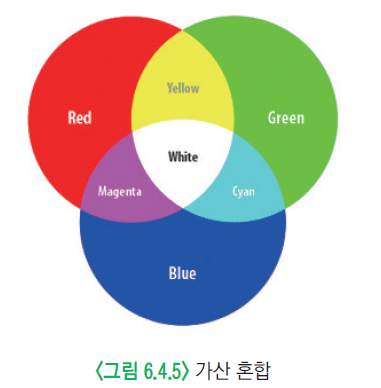 Yellow
Red
Green
White
Magenta
Cyan
Blue
<그림 6.4.5> 가산 혼합